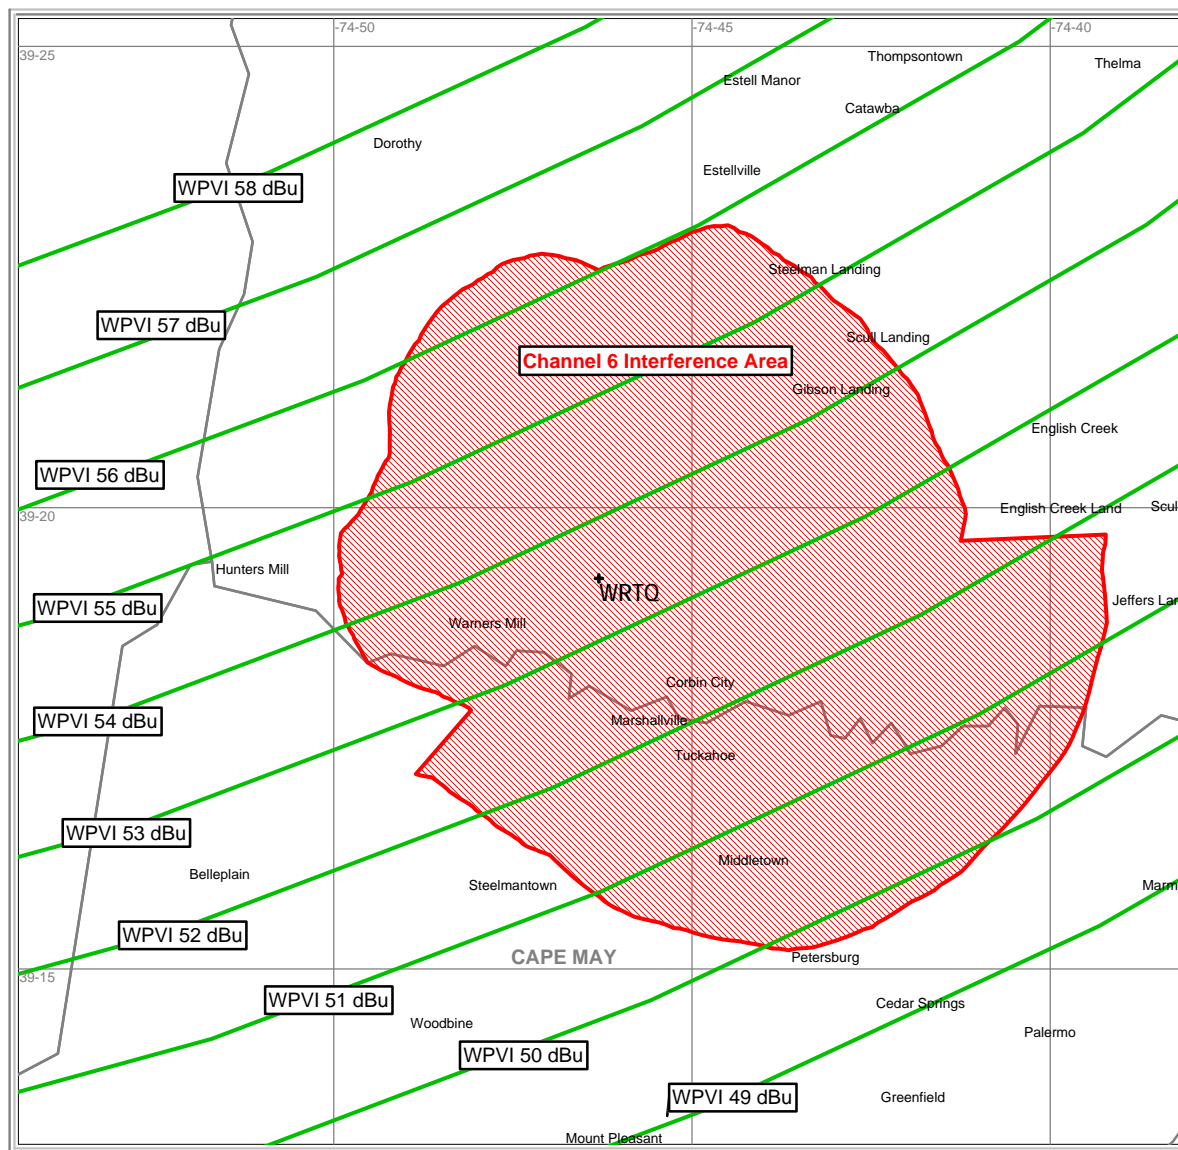 -74-50
-74-45
-74-40
39-25
Thompsontown
Thelma
Estell Manor
Catawba
Dorothy
Estellville
WPVI 58 dBu
Steelman Landing
WPVI 57 dBu
Scull Landing
Channel 6 Interference Area
Gibson Landing
English Creek
WPVI 56 dBu
39-20
English Creek Land
Scul
Hunters Mill
WRTQ
Jeffers Lan
WPVI 55 dBu
Warners Mill
Corbin City
WPVI 54 dBu
Marshallville
Tuckahoe
WPVI 53 dBu
Middletown
Belleplain
Steelmantown
Marm
WPVI 52 dBu
CAPE MAY
Petersburg
39-15
WPVI 51 dBu
Cedar Springs
Woodbine
Palermo
WPVI 50 dBu
WPVI 49 dBu
Greenfield
Mount Pleasant